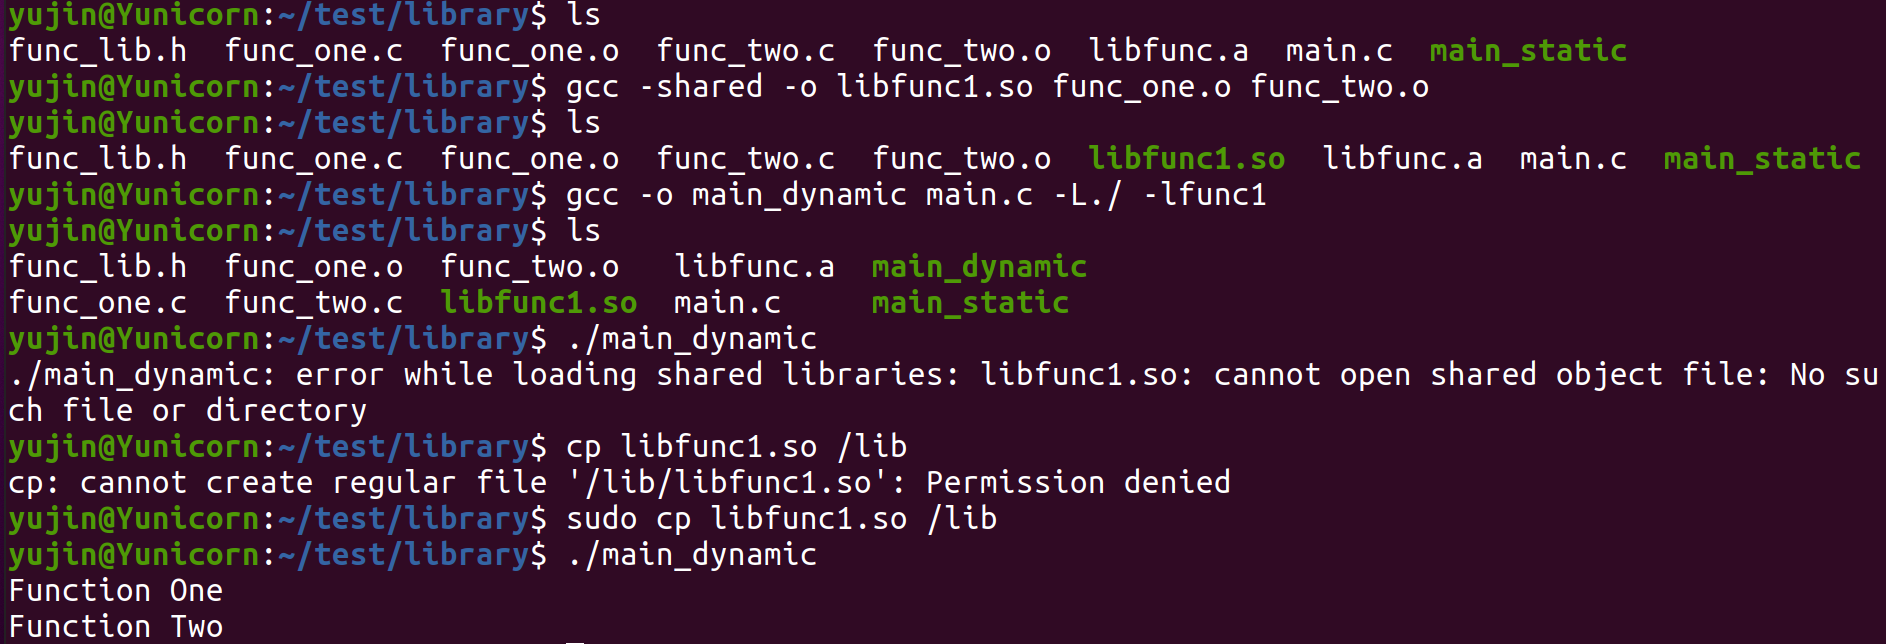 yujin@Yunicorn:~/test/library$ ls
func_lib.h  func_one.c  func_one.o  func_two.c  func_two.o  libfunc.a  main.c  main_static
yujin@Yunicorn:~/test/library$ gcc -shared -o libfunc1.so func_one.o func_two.o
yujin@Yunicorn:~/test/library$ ls
func_lib.h  func_one.c  func_one.o  func_two.c  func_two.o  libfunc1.so  libfunc.a  main.c  main_static
yujin@Yunicorn:~/test/library$ gcc -o main_dynamic main.c -L./ -lfunc1
yujin@Yunicorn:~/test/library$ ls
func_lib.h  func_one.o  func_two.o   libfunc.a  main_dynamic
func_one.c  func_two.c  libfunc1.so  main.c     main_static
yujin@Yunicorn:~/test/library$ ./main_dynamic
./main_dynamic: error while loading shared libraries: libfunc1.so: cannot open shared object file: No su
ch file or directory
yujin@Yunicorn:~/test/library$ cp libfunc1.so /lib
cp: cannot create regular file '/lib/libfunc1.so': Permission denied
yujin@Yunicorn:~/test/library$ sudo cp libfunc1.so /lib
yujin@Yunicorn:~/test/library$ ./main_dynamic
Function One
Function Two